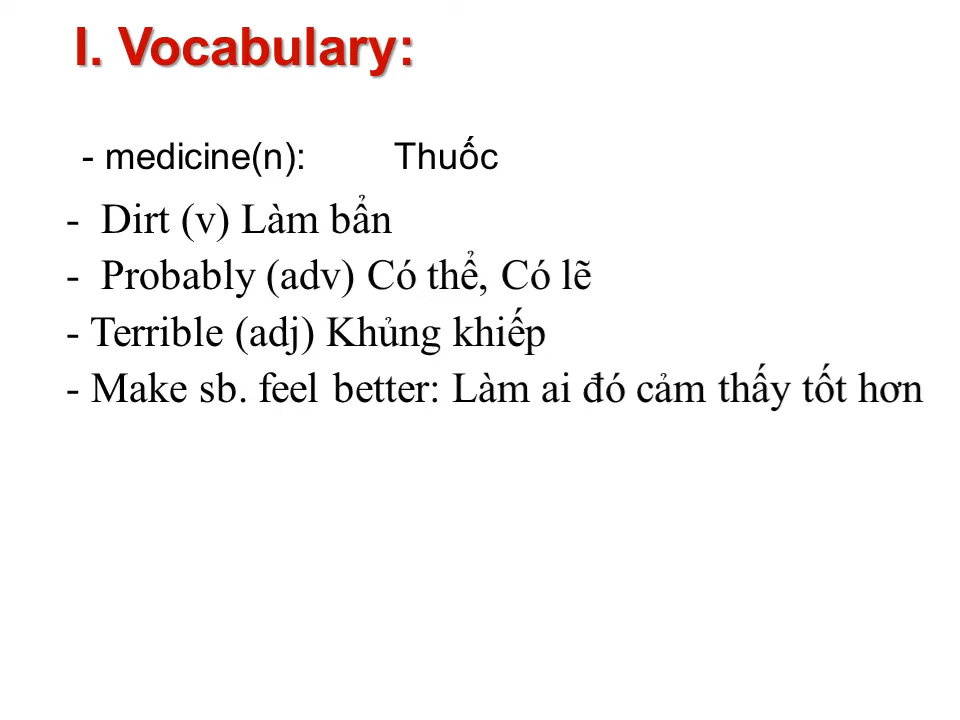 I. Vocabulary:
- medicine(n): Thuốc
- Dirt (v) Làm bẩn
- Probably (adv) Có thể, Có lẽ
- Terrible (adj) Khủng khiếp
- Make sb. feel better: Làm ai đó cảm thấy tốt hơn